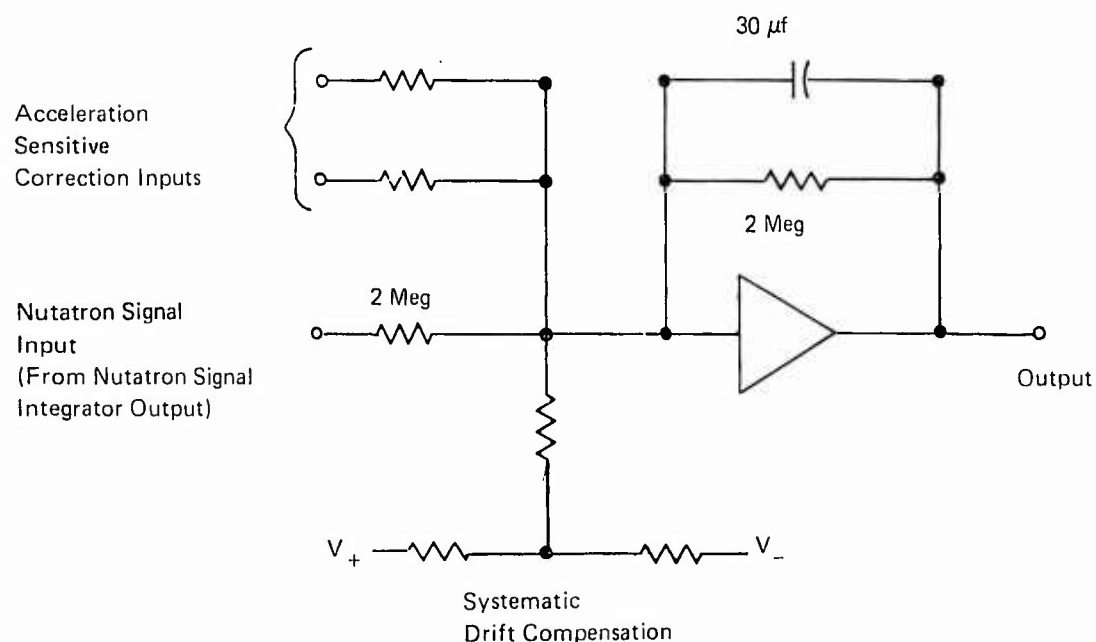 30 μf
Acceleration
Sensitive
Correction Inputs
2 Meg
2 Meg
Nutatron Signal
Input
(From Nutatron Signal
Integrator Output)
Output
V+
V−
Systematic
Drift Compensation